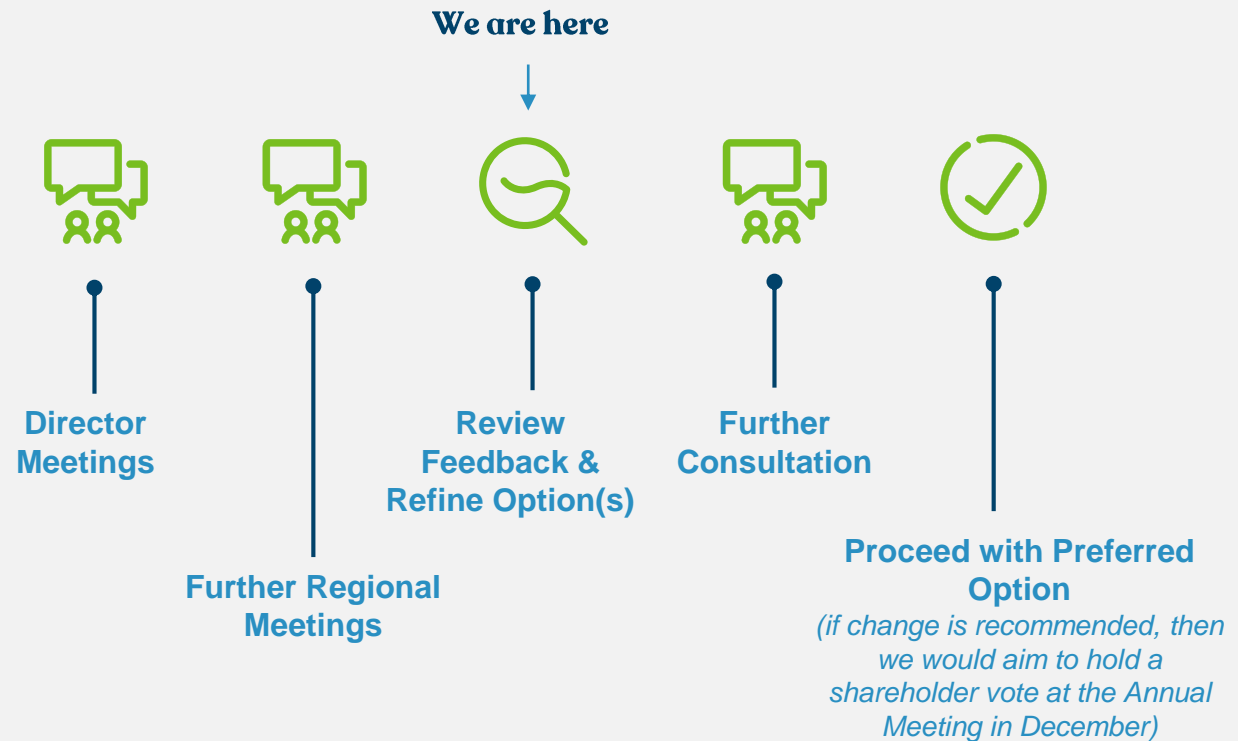 We are here
Director
Meetings
Further Regional
Meetings
Review
Feedback &
Refine Option(s)
Further
Consultation
Proceed with Preferred
Option
(if change is recommended, then
we would aim to hold a
shareholder vote at the Annual
Meeting in December)